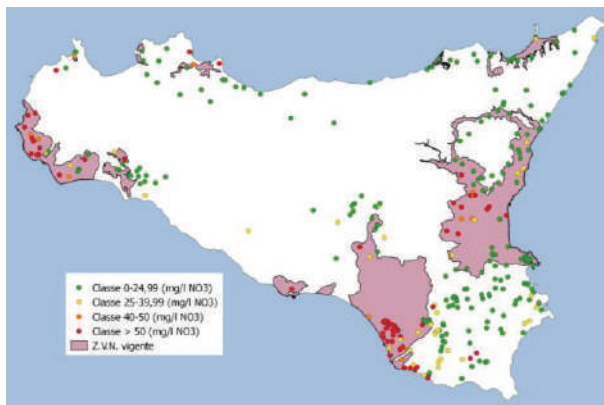 Classe 0-24,99 (mg/l NO3)
Classe 25-39,99 (mg/l NO3)
Classe 40-50 (mg/l NO3)
Classe > 50 (mg/l NO3)
Z.V.N. vigente